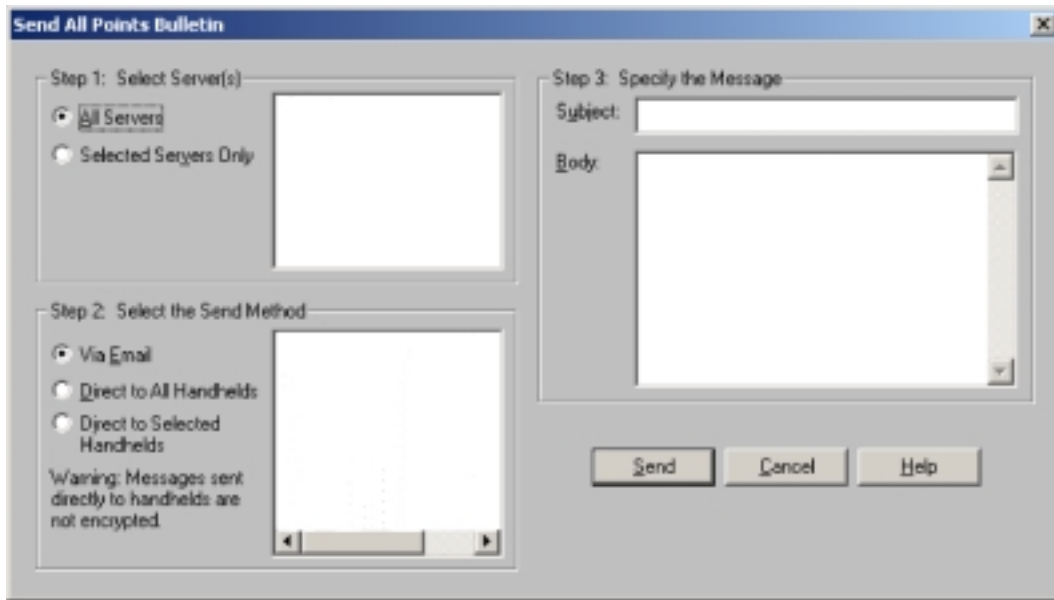 Send All Points Bulletin
Step 1: Select Server(s)
All Servers
Selected Servers Only
Step 2: Select the Send Method
Via Email
Direct to All Handhelds
Direct to Selected
Handhelds
Warning: Messages sent
directly to handhelds are
not encrypted.
Step 3: Specify the Message
Subject:
Body:
Send
Cancel
Help